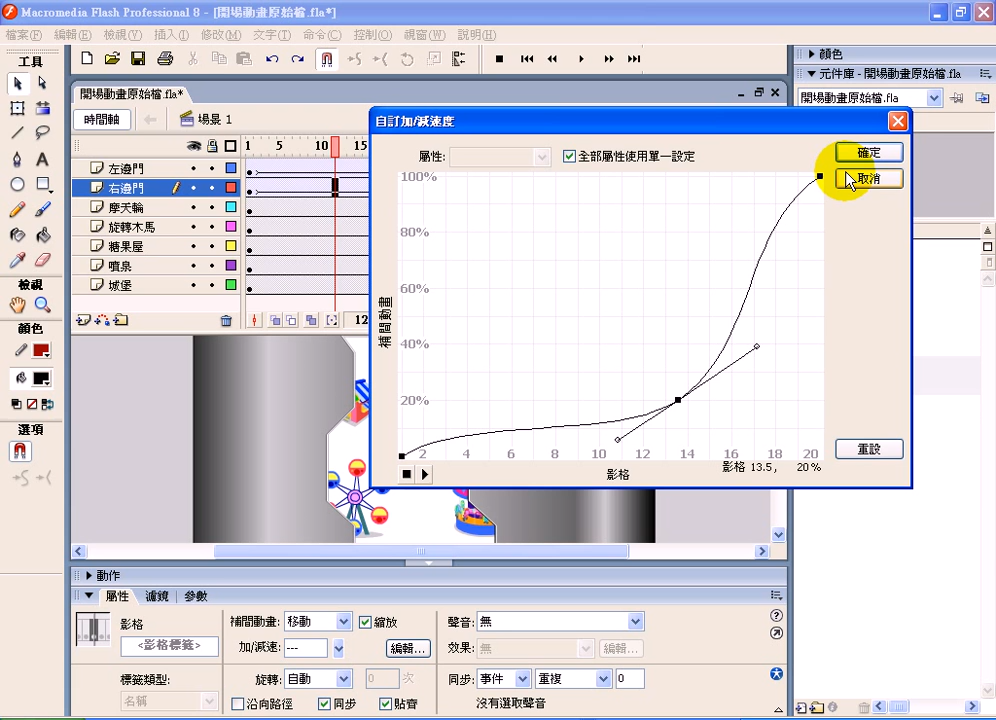 Macromedia Flash Professional 8 - [開場動畫原始檔.fla*]
檔案(F) 編輯(E) 檢視(V) 插入(I) 修改(M) 文字(T) 命令(C) 控制(O) 視窗(W) 說明(H)
工具
檢視
顏色
選項
開場動畫原始檔.fla*
時間軸
場景 1
1 5 10 15
左邊門
右邊門
摩天輪
旋轉木馬
糖果屋
噴泉
城堡
12
自訂加/減速度
屬性:
全部屬性使用單一設定
確定
取消
重設
100%
80%
60%
40%
20%
補間動畫
2 4 6 8 10 12 14 16 18 20
影格
影格 13.5, 20%
顏色
元件庫 - 開場動畫原始檔.fla
開場動畫原始檔.fla
動作
屬性 濾鏡 參數
影格
<影格標籤>
標籤類型:
名稱
補間動畫: 移動 縮放
加/減速: --- 編輯...
旋轉: 自動 0 次
沿向路徑 同步 貼齊
聲音: 無
效果: 無 編輯...
同步: 事件 重複 0
沒有選取聲音